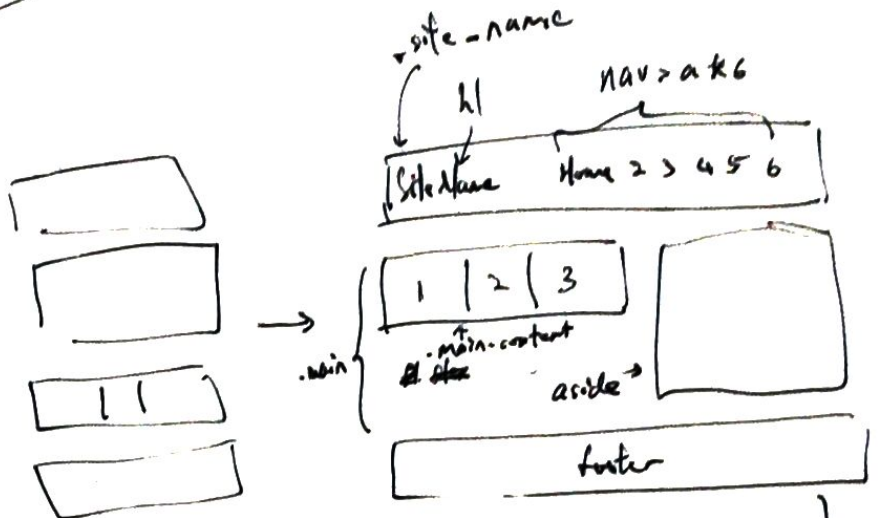 .site-name
h1
nav > a*6
SiteName Home 2 3 4 5 6
1 2 3
.main-content
.main
aside
footer